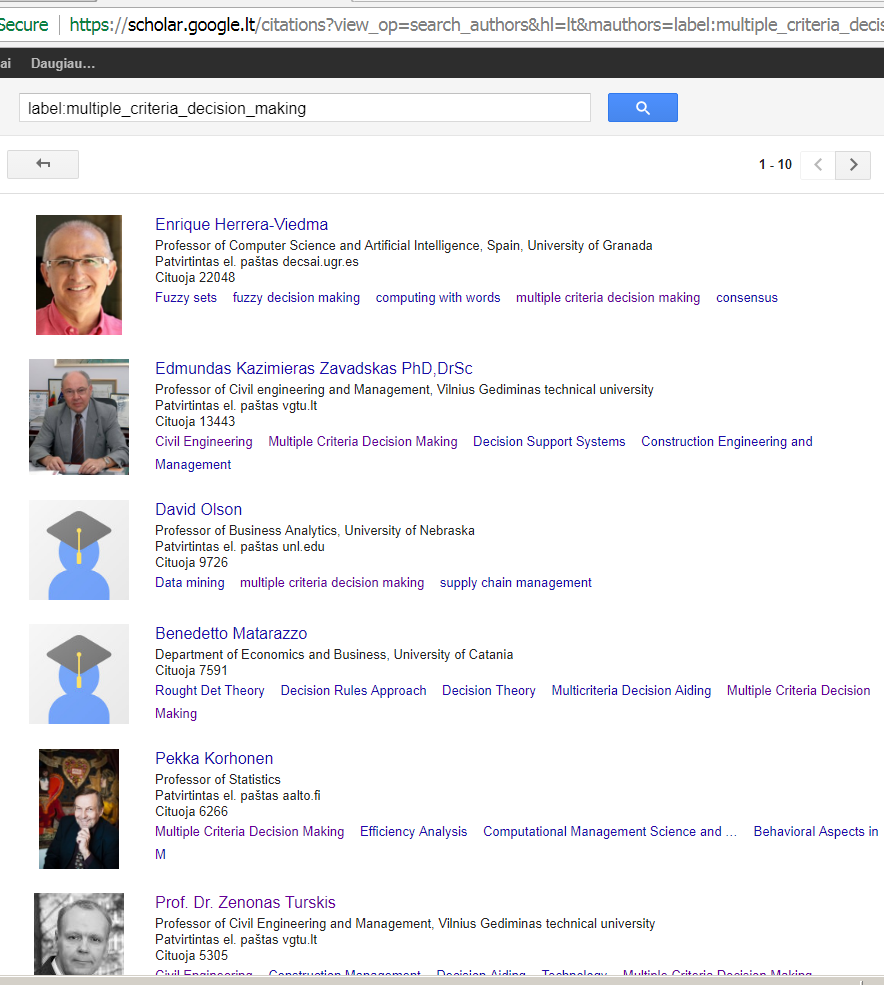 Secure https://scholar.google.lt/citations?view_op=search_authors&hl=lt&mauthors=label:multiple_criteria_decis
ai Daugiau...
label:multiple_criteria_decision_making
1 - 10
Enrique Herrera-Viedma
Professor of Computer Science and Artificial Intelligence, Spain, University of Granada
Patvirtintas el. paštas decsai.ugr.es
Cituoja 22048
Fuzzy sets fuzzy decision making computing with words multiple criteria decision making consensus
Edmundas Kazimieras Zavadskas PhD,DrSc
Professor of Civil engineering and Management, Vilnius Gediminas technical university
Patvirtintas el. paštas vgtu.lt
Cituoja 13443
Civil Engineering Multiple Criteria Decision Making Decision Support Systems Construction Engineering and
Management
David Olson
Professor of Business Analytics, University of Nebraska
Patvirtintas el. paštas unl.edu
Cituoja 9726
Data mining multiple criteria decision making supply chain management
Benedetto Matarazzo
Department of Economics and Business, University of Catania
Cituoja 7591
Rought Det Theory Decision Rules Approach Decision Theory Multicriteria Decision Aiding Multiple Criteria Decision
Making
Pekka Korhonen
Professor of Statistics
Patvirtintas el. paštas aalto.fi
Cituoja 6266
Multiple Criteria Decision Making Efficiency Analysis Computational Management Science and ... Behavioral Aspects in
M
Prof. Dr. Zenonas Turskis
Professor of Civil Engineering and Management, Vilnius Gediminas technical university
Patvirtintas el. paštas vgtu.lt
Cituoja 5305
Civil Engineering Construction Management Decision Aiding Technology Multiple Criteria Decision Making